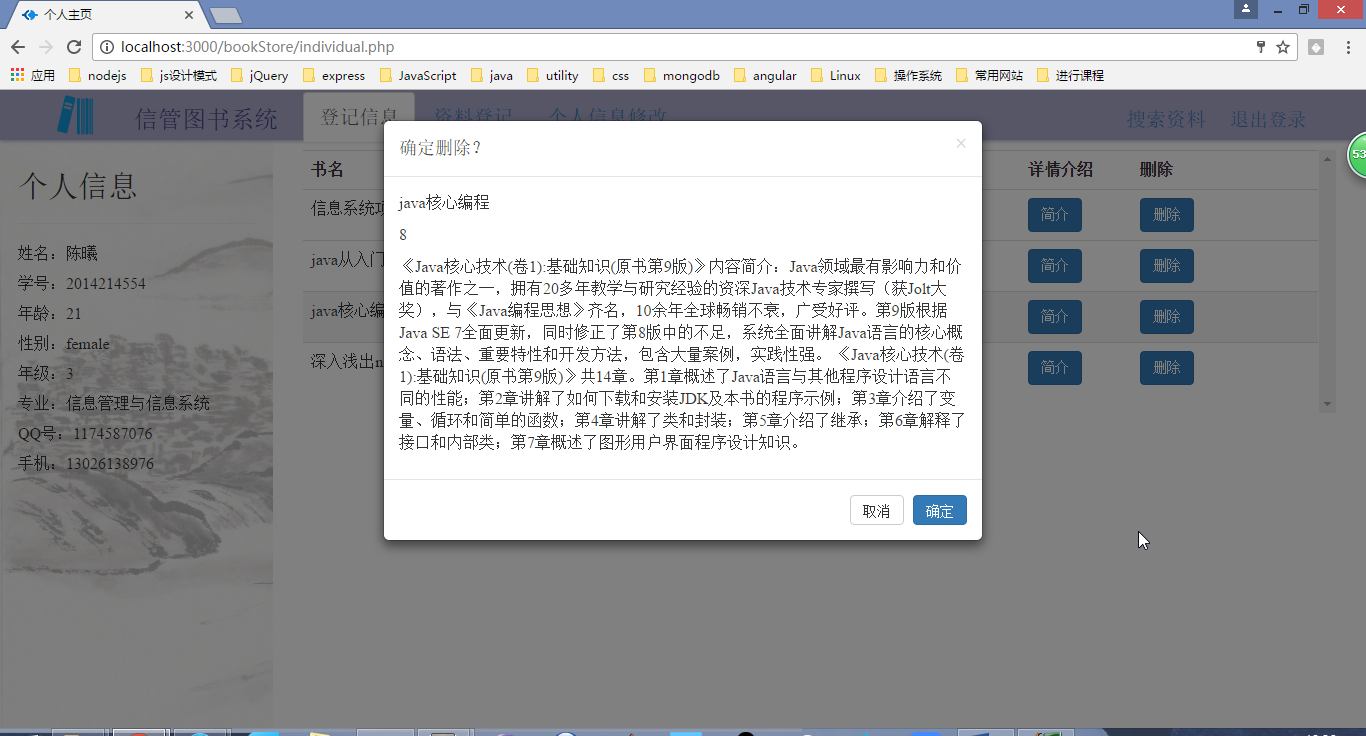 个人主页
localhost:3000/bookStore/individual.php
应用 nodejs js设计模式 jQuery express JavaScript java utility css mongodb angular Linux 操作系统 常用网站 进行课程
信管图书系统 登记信息 资料登记 个人信息修改 搜索资料 退出登录
个人信息
姓名：陈曦
学号：2014214554
年龄：21
性别：female
年级：3
专业：信息管理与信息系统
QQ号：1174587076
手机：13026138976
书名 详情介绍 删除
信息系统项 简介 删除
java从入门 简介 删除
java核心编 简介 删除
深入浅出n 简介 删除
53
确定删除？ ×
java核心编程
8
《Java核心技术(卷1):基础知识(原书第9版)》内容简介：Java领域最有影响力和价
值的著作之一，拥有20多年教学与研究经验的资深Java技术专家撰写（获Jolt大
奖），与《Java编程思想》齐名，10余年全球畅销不衰，广受好评。第9版根据
Java SE 7全面更新，同时修正了第8版中的不足，系统全面讲解Java语言的核心概
念、语法、重要特性和开发方法，包含大量案例，实践性强。 《Java核心技术(卷
1):基础知识(原书第9版)》共14章。第1章概述了Java语言与其他程序设计语言不
同的性能；第2章讲解了如何下载和安装JDK及本书的程序示例；第3章介绍了变
量、循环和简单的函数；第4章讲解了类和封装；第5章介绍了继承；第6章解释了
接口和内部类；第7章概述了图形用户界面程序设计知识。
取消 确定